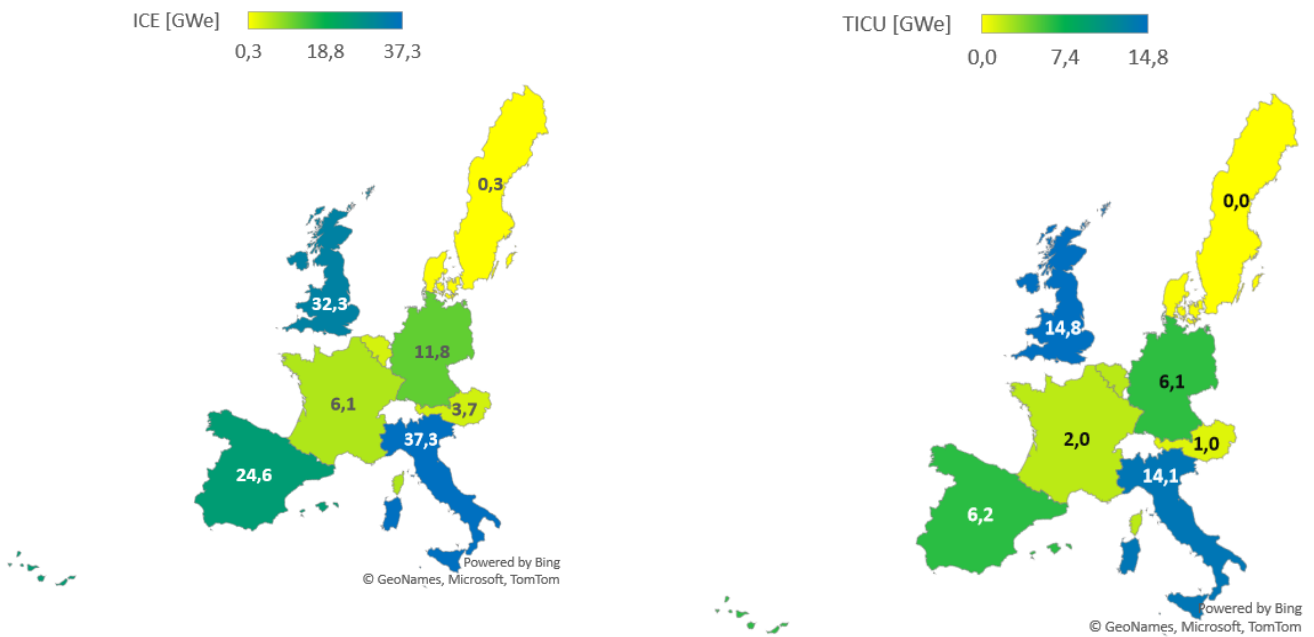 ICE [GWe]
0,3 18,8 37,3
0,3
32,3
11,8
6,1
3,7
37,3
24,6
Powered by Bing
© GeoNames, Microsoft, TomTom
TICU [GWe]
0,0 7,4 14,8
0,0
14,8
6,1
2,0
1,0
14,1
6,2
Powered by Bing
© GeoNames, Microsoft, TomTom